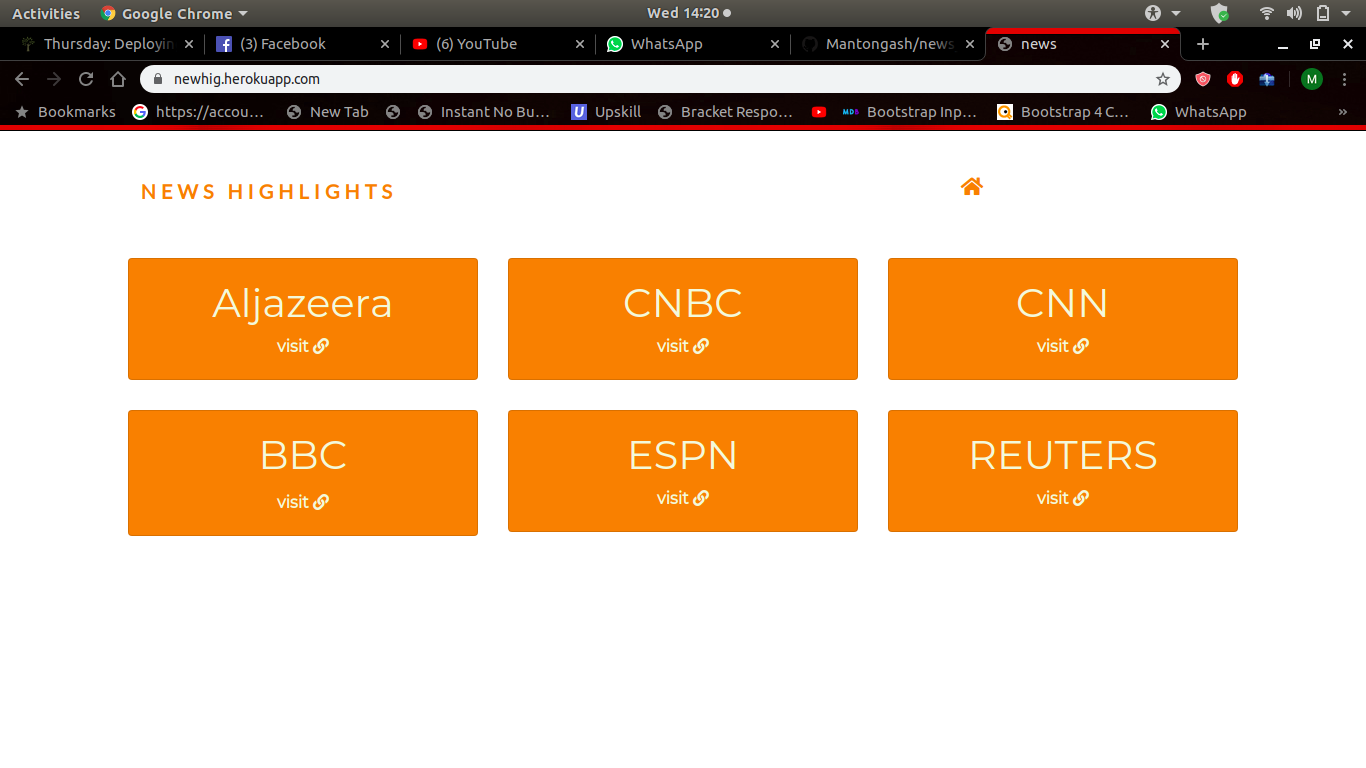 Activities Google Chrome Wed 14:20
Thursday: Deployin (3) Facebook (6) YouTube WhatsApp Mantongash/news news
newhig.herokuapp.com M
Bookmarks https://accou... New Tab Instant No Bu... U Upskill Bracket Respo... MDB Bootstrap Inp... Bootstrap 4 C... WhatsApp »
NEWS HIGHLIGHTS
Aljazeera CNBC CNN
visit visit visit
BBC ESPN REUTERS
visit visit visit